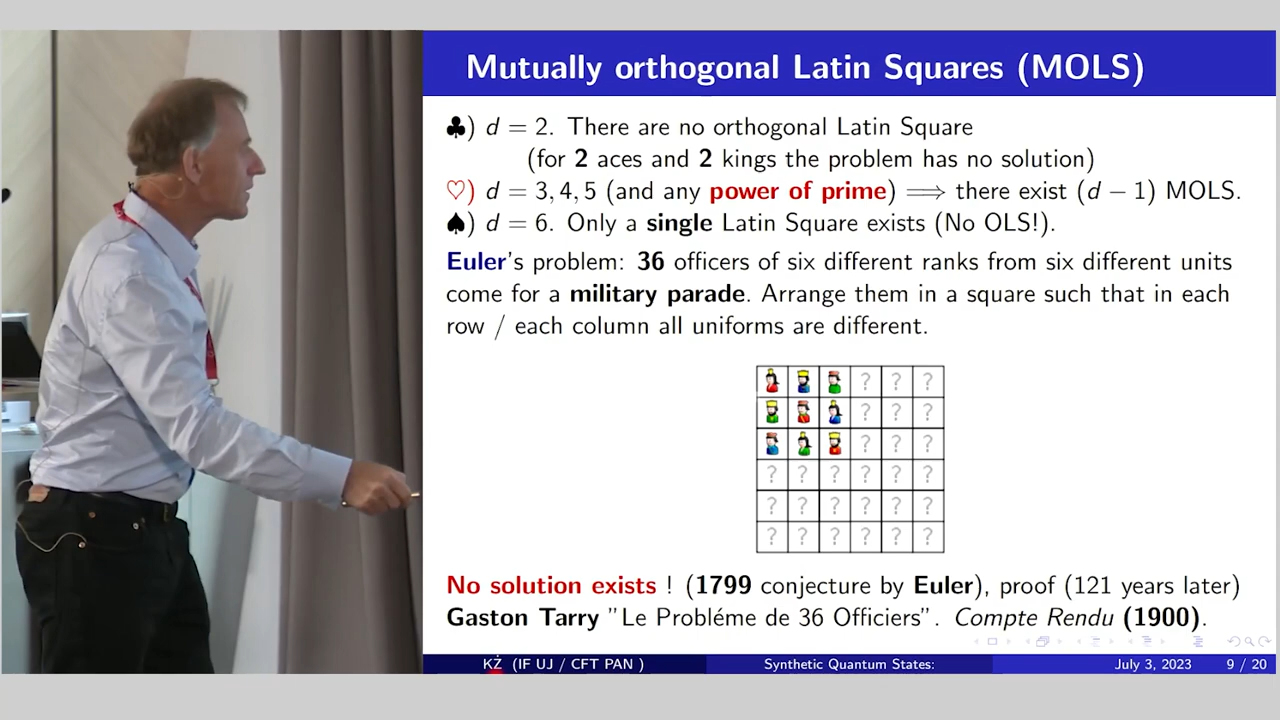 Mutually orthogonal Latin Squares (MOLS)
♣) d = 2. There are no orthogonal Latin Square
(for 2 aces and 2 kings the problem has no solution)
♡) d = 3, 4, 5 (and any power of prime) ⟹ there exist (d − 1) MOLS.
♠) d = 6. Only a single Latin Square exists (No OLS!).
Euler's problem: 36 officers of six different ranks from six different units
come for a military parade. Arrange them in a square such that in each
row / each column all uniforms are different.
? ? ?
? ? ?
? ? ?
? ? ? ? ? ?
? ? ? ? ? ?
? ? ? ? ? ?
No solution exists ! (1799 conjecture by Euler), proof (121 years later)
Gaston Tarry "Le Probléme de 36 Officiers". Compte Rendu (1900).
KŻ (IF UJ / CFT PAN ) Synthetic Quantum States: July 3, 2023 9 / 20